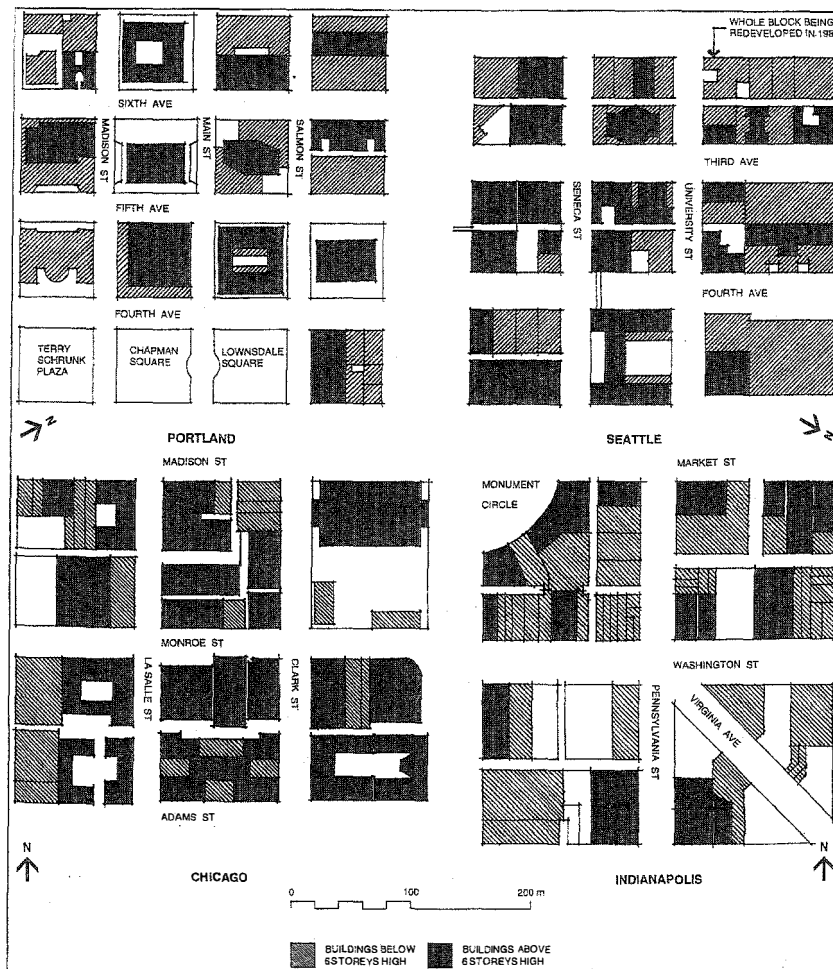 WHOLE BLOCK BEING
REDEVELOPED IN
SIXTH AVE
MADISON ST
MAIN ST
SALMON ST
THIRD AVE
FIFTH AVE
SENECA ST
UNIVERSITY ST
FOURTH AVE
FOURTH AVE
TERRY
SCHRUNK
PLAZA
CHAPMAN
SQUARE
LOWNSDALE
SQUARE
N
PORTLAND
SEATTLE
N
MADISON ST
MARKET ST
MONUMENT
CIRCLE
MONROE ST
WASHINGTON ST
LA SALLE ST
CLARK ST
PENNSYLVANIA ST
VIRGINIA AVE
ADAMS ST
N
N
CHICAGO
INDIANAPOLIS
0 100 200 m
BUILDINGS BELOW
6 STOREYS HIGH
BUILDINGS ABOVE
6 STOREYS HIGH